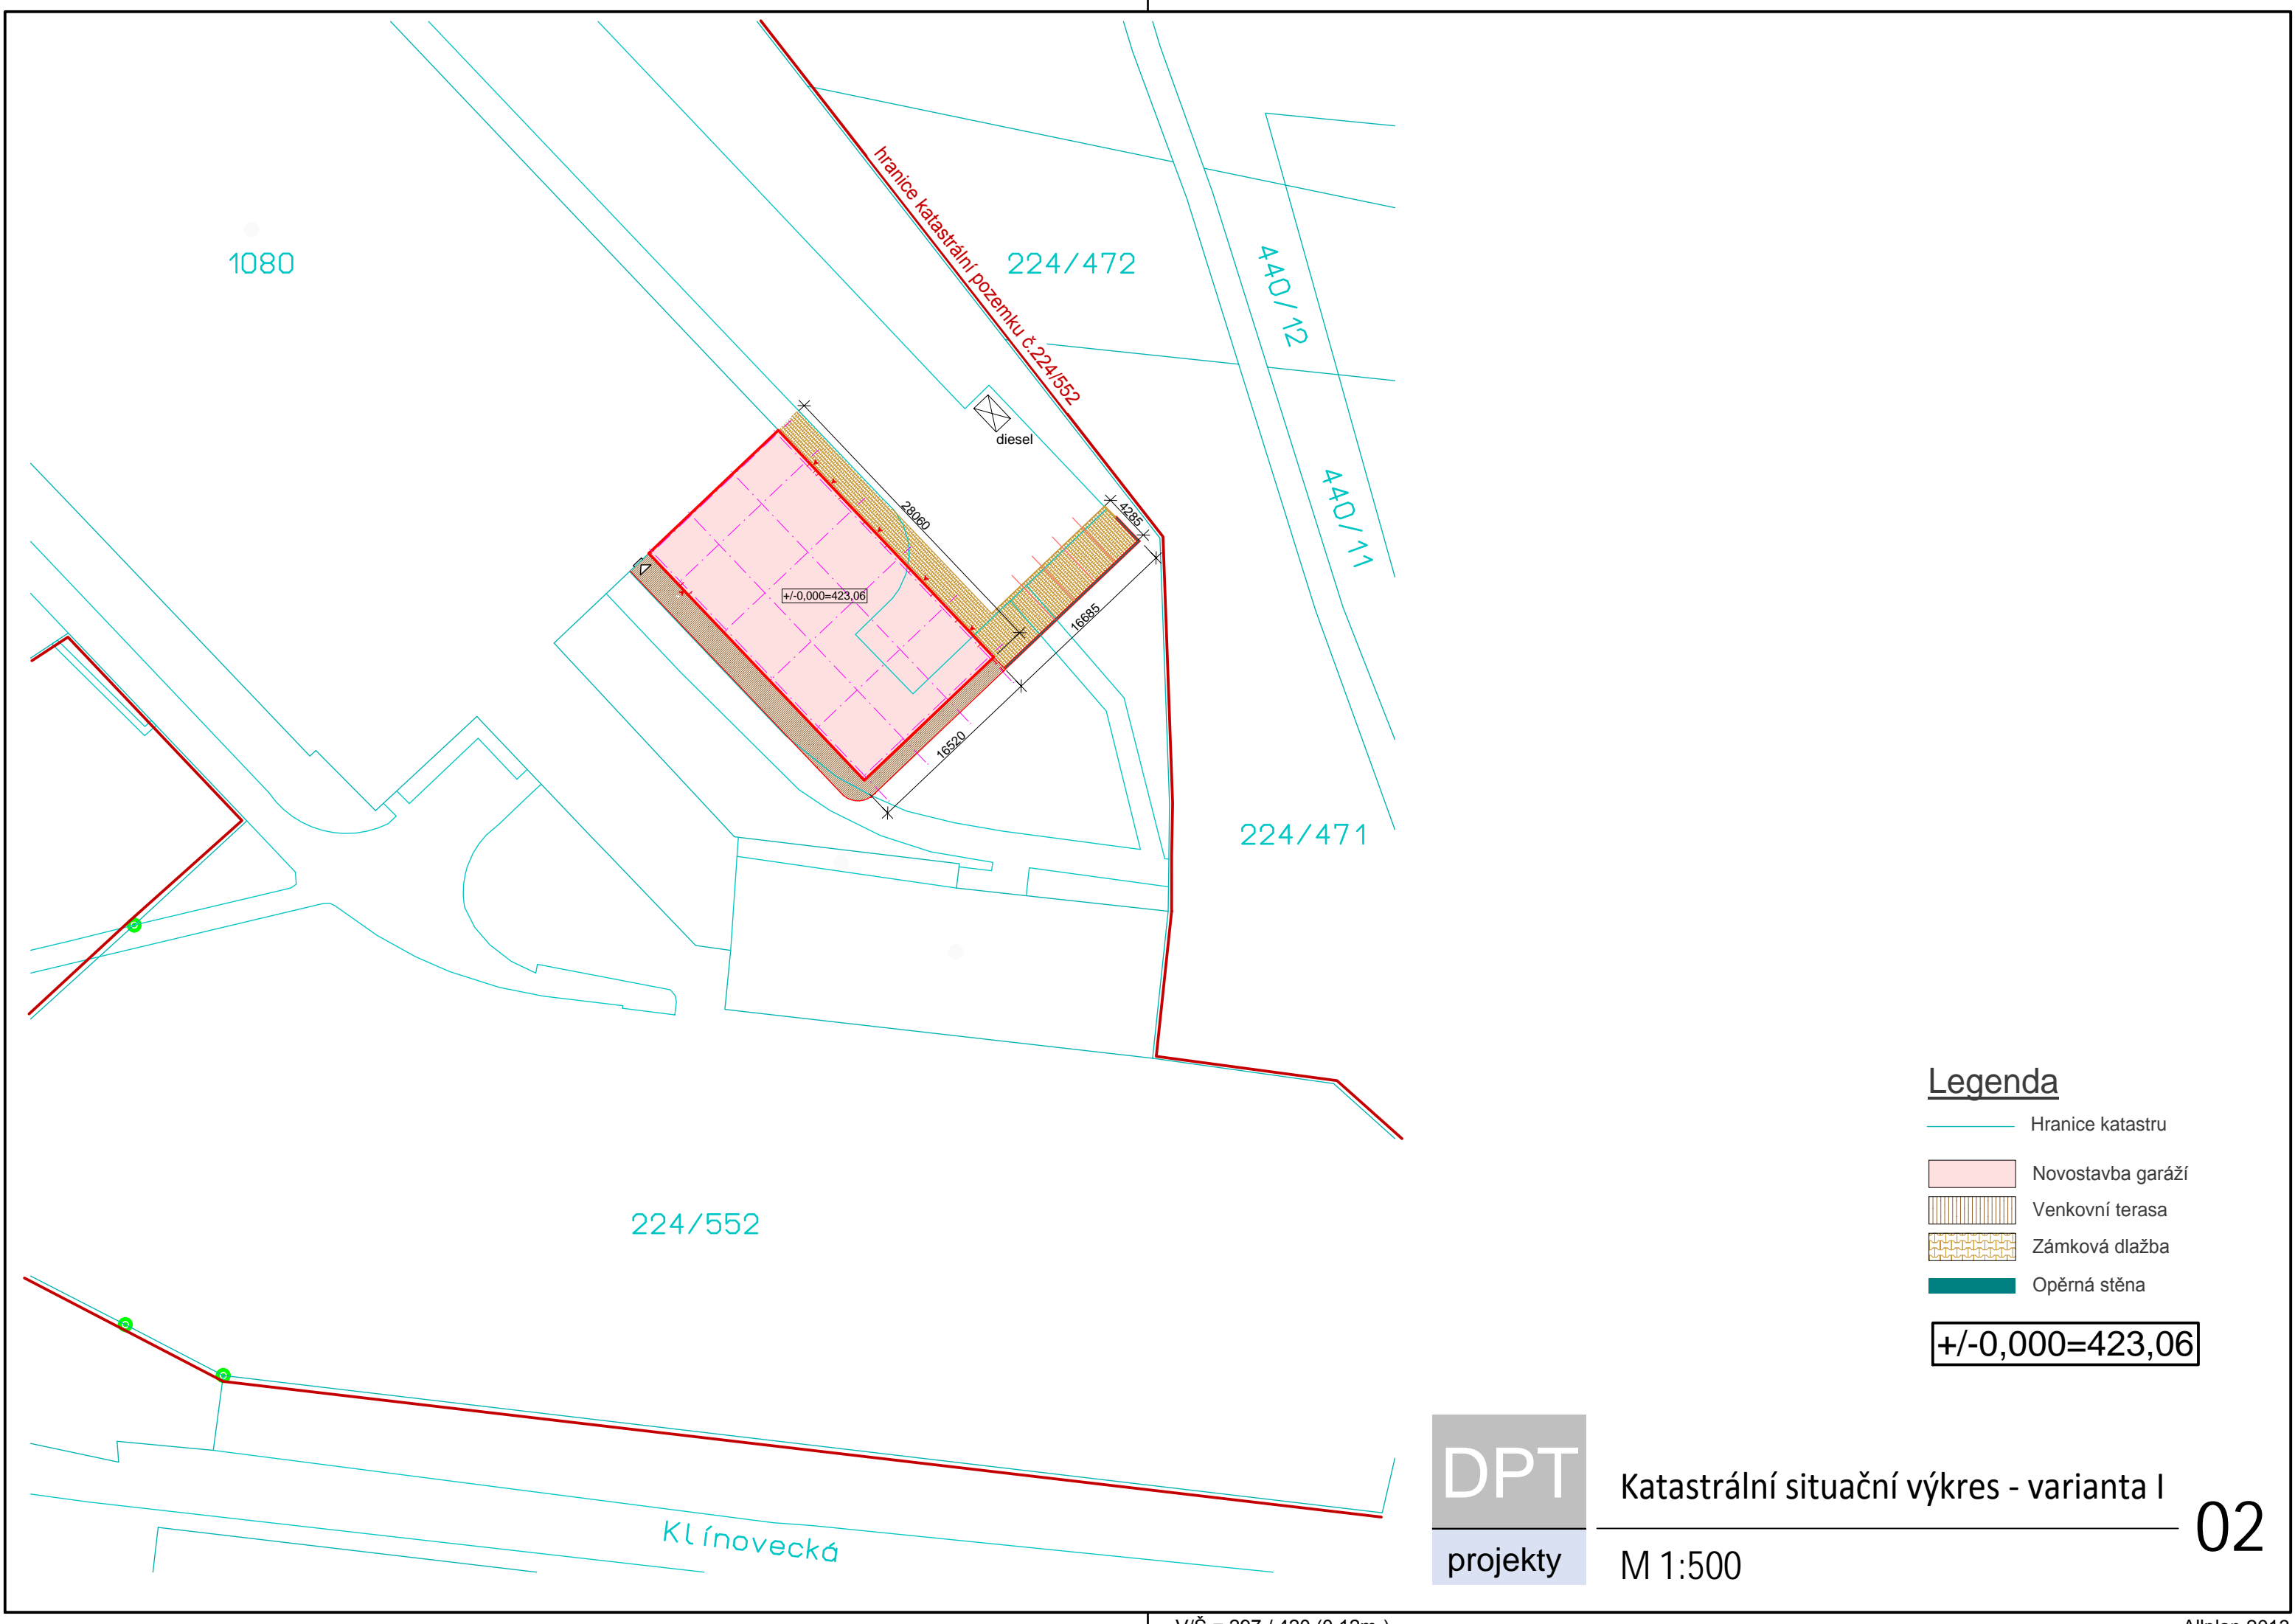 1080
hranice katastrální pozemku č.224/552
224/472
440/12
diesel
440/11
28060
4285
+/-0,000=423,06
16685
16520
224/471
224/552
Klínovecká
Legenda
Hranice katastru
Novostavba garáží
Venkovní terasa
Zámková dlažba
Opěrná stěna
+/-0,000=423,06
DPT
projekty
Katastrální situační výkres - varianta I
M 1:500
02